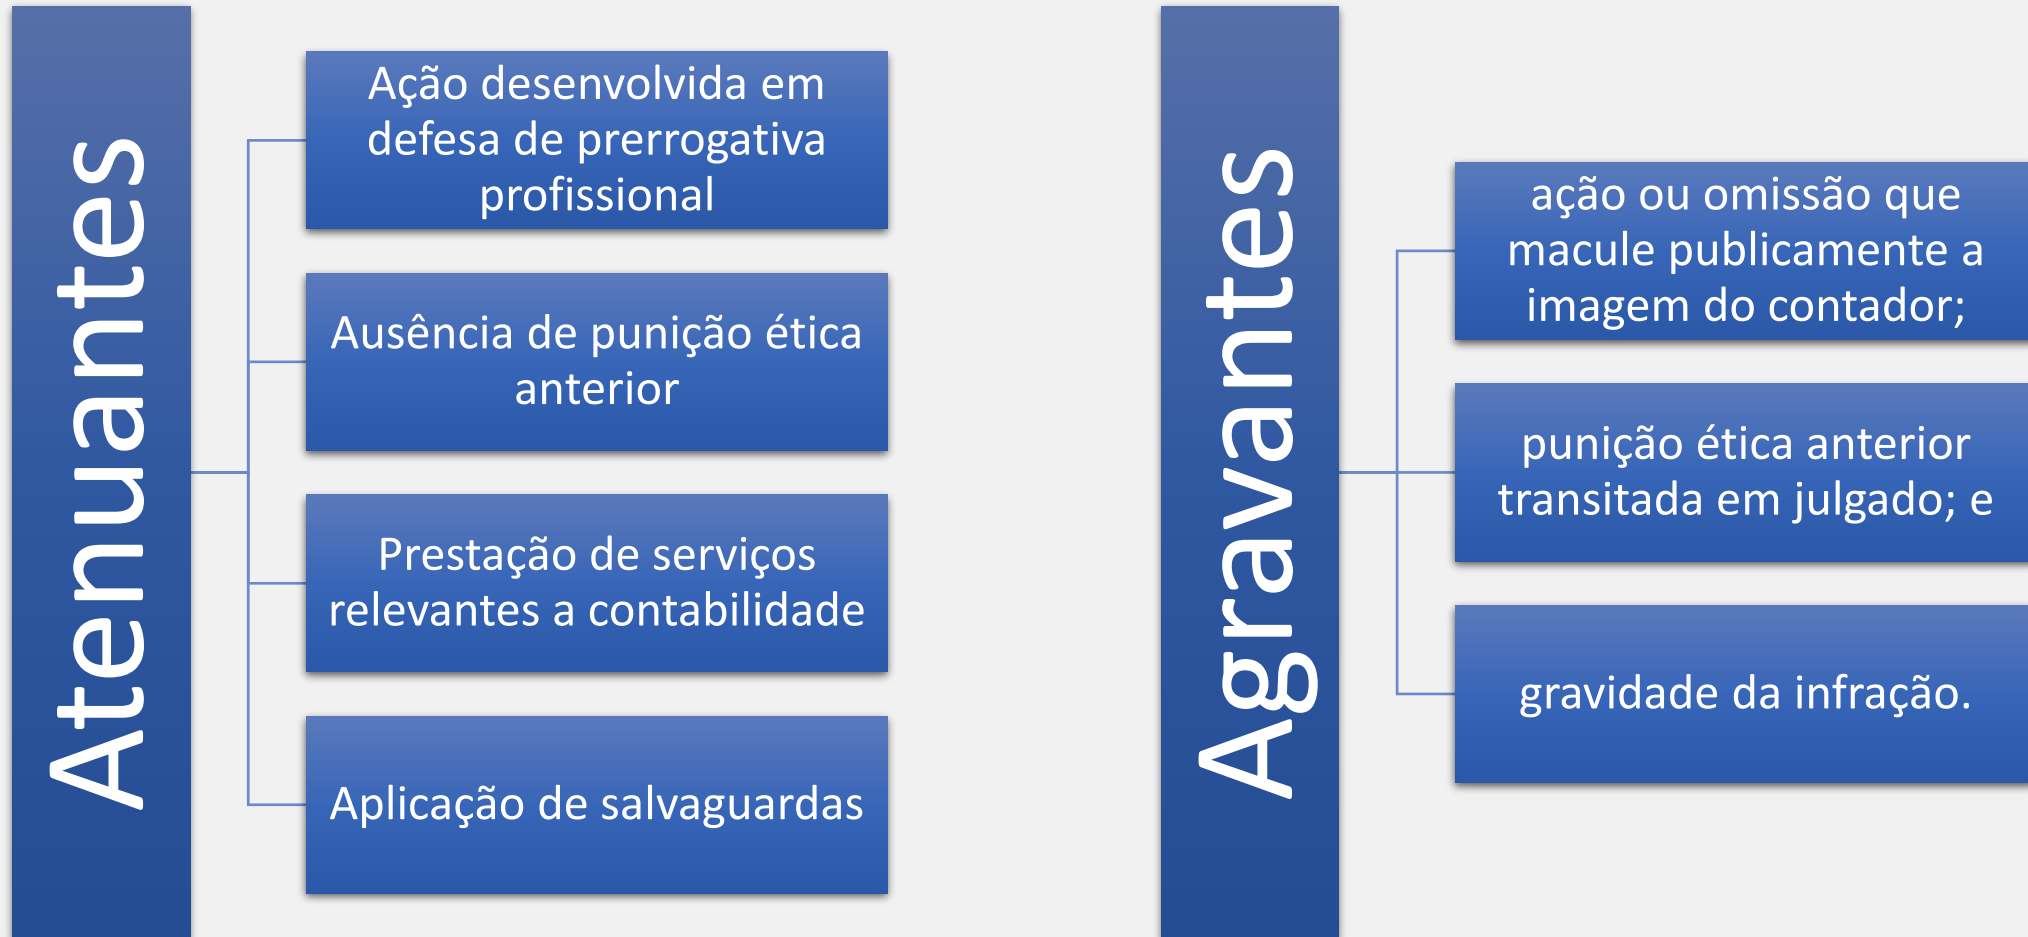 Atenuantes
Ação desenvolvida em
defesa de prerrogativa
profissional
Ausência de punição ética
anterior
Prestação de serviços
relevantes a contabilidade
Aplicação de salvaguardas
Agravantes
ação ou omissão que
macule publicamente a
imagem do contador;
punição ética anterior
transitada em julgado; e
gravidade da infração.